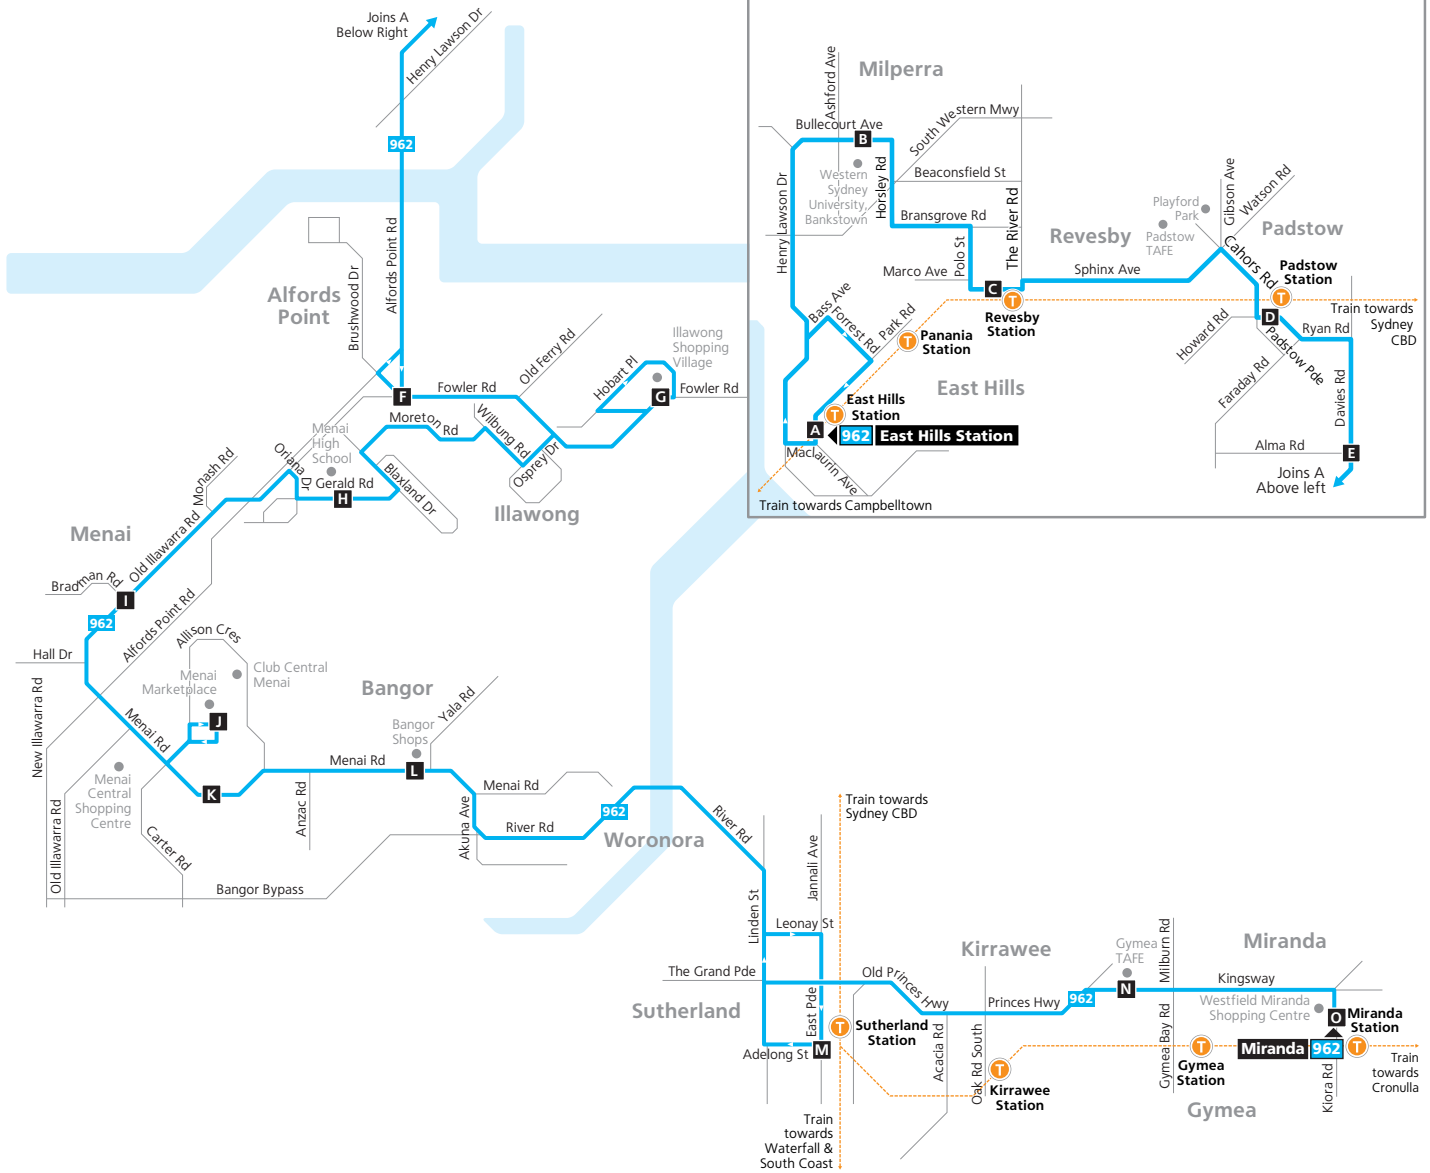 Joins A
Below Right
Henry Lawson Dr
962
Alfords Point Rd
Alfords
Point
Brushwood Dr
F
Fowler Rd
Old Ferry Rd
Hobart Pl
Illawong
Shopping
Village
G
Fowler Rd
Moreton Rd
Wilbung Rd
Osprey Dr
Illawong
Menai
High
School
Oriana Dr
Gerald Rd
H
Blaxland Dr
Monash Rd
Old Illawarra Rd
Menai
Bradman Rd
I
962
Alfords Point Rd
Hall Dr
New Illawarra Rd
Old Illawarra Rd
Menai Rd
Allison Cres
Club Central
Menai
Menai
Marketplace
J
K
Menai
Central
Shopping
Centre
Carter Rd
Bangor Bypass
Anzac Rd
Bangor
Menai Rd
Bangor
Shops
L
Yala Rd
Menai Rd
Akuna Ave
River Rd
962
Woronora
River Rd
Milperra
Ashford Ave
Bullecourt Ave
B
Western
Sydney
University,
Bankstown
Henry Lawson Dr
Horsley Rd
South Western Mwy
Beaconsfield St
Bransgrove Rd
The River Rd
Polo St
Marco Ave
C
T
Revesby
Station
Revesby
Sphinx Ave
Playford
Park
Padstow
TAFE
Gibson Ave
Watson Rd
Padstow
Cahors Rd
Padstow
Station
T
D
Train towards
Sydney
CBD
Howard Rd
Ryan Rd
Padstow Pde
Faraday Rd
Davies Rd
Alma Rd
E
Joins A
Above left
Bass Ave
Forrest Rd
Park Rd
T
Panania
Station
East Hills
T
East Hills
Station
A
962 East Hills Station
Maclaurin Ave
Train towards Campbelltown
Train towards
Sydney CBD
Linden St
Jannali Ave
Leonay St
The Grand Pde
Sutherland
East Pde
Adelong St
M
T
Sutherland
Station
Train
towards
Waterfall &
South Coast
Old Princes Hwy
Kirrawee
Princes Hwy
962
Acacia Rd
Oak Rd South
T
Kirrawee
Station
Gymea
TAFE
N
Milburn Rd
Gymea Bay Rd
Kingsway
Miranda
Westfield Miranda
Shopping Centre
O
Miranda
Station
Miranda 962
T
T
Gymea
Station
Gymea
Kiora Rd
Train
towards
Cronulla